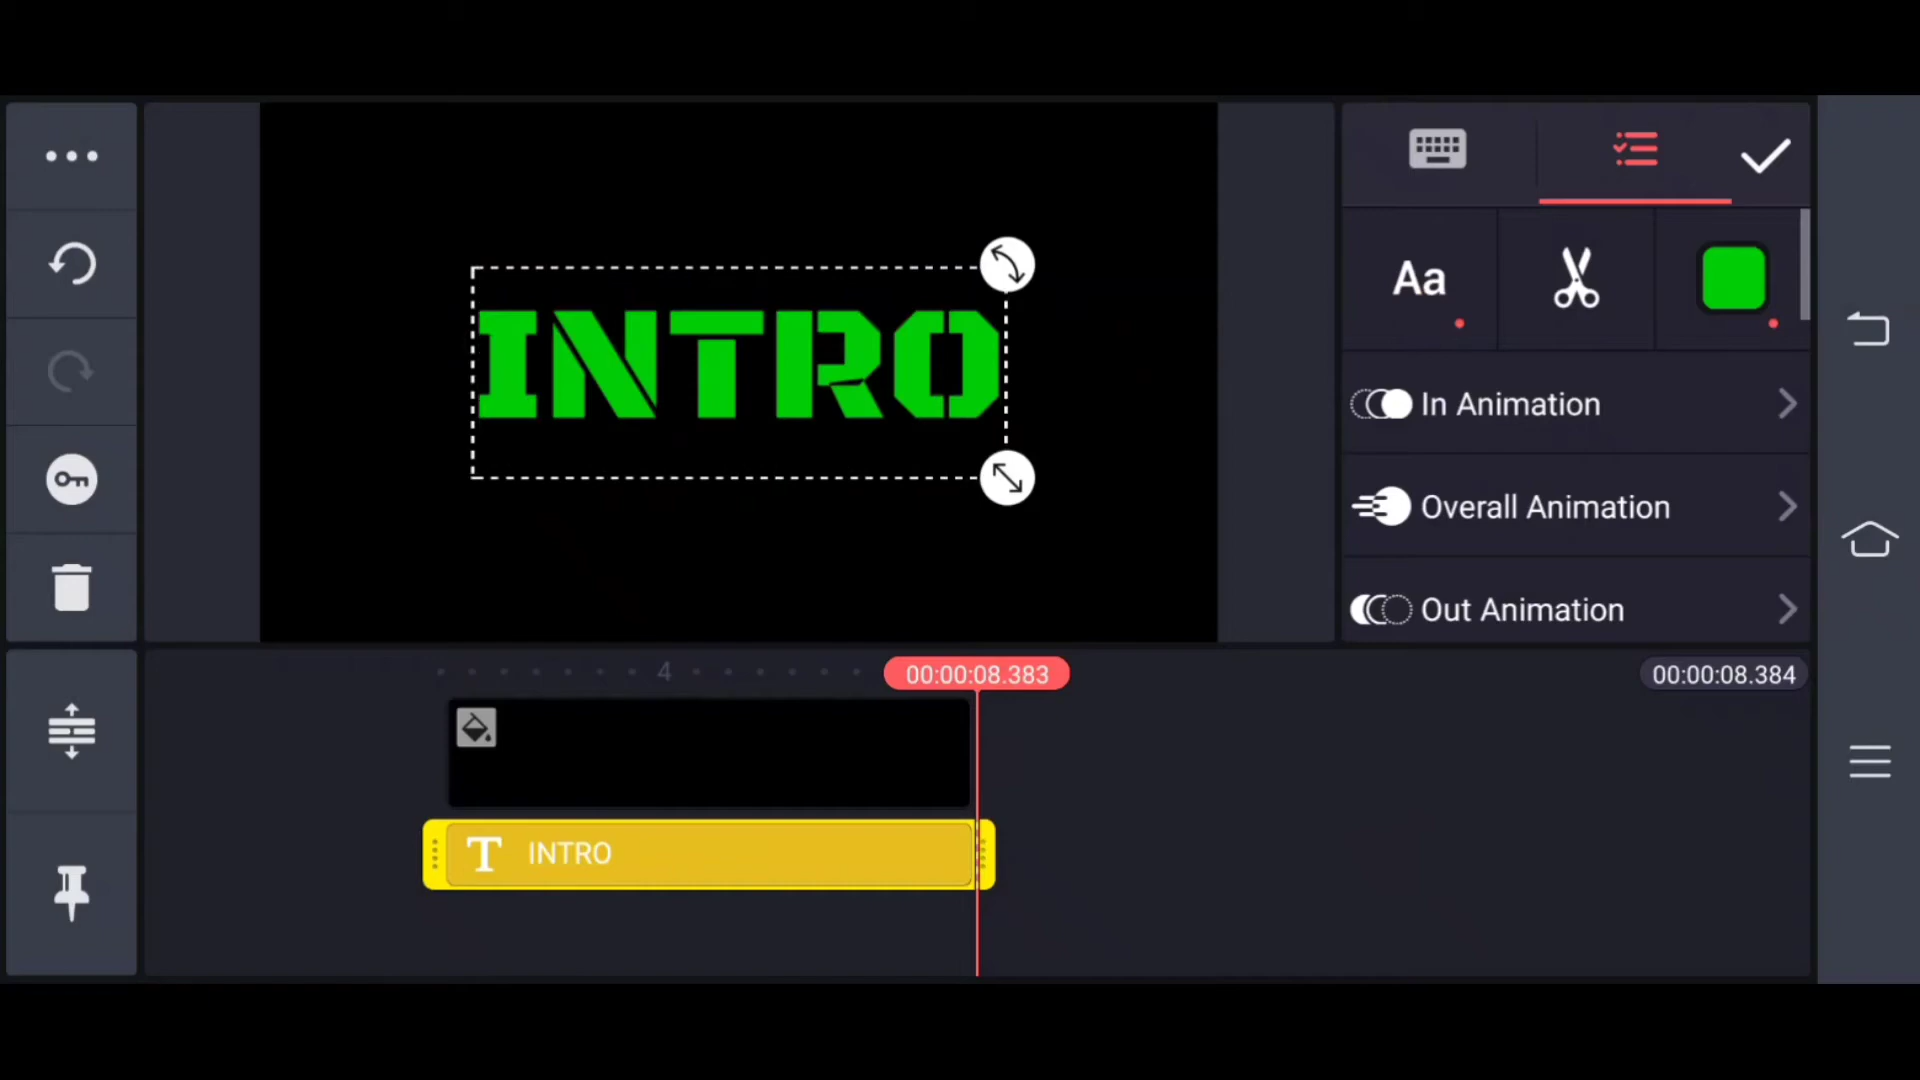 INTRO
Aa
In Animation
Overall Animation
Out Animation
4
00:00:08.383
00:00:08.384
T INTRO